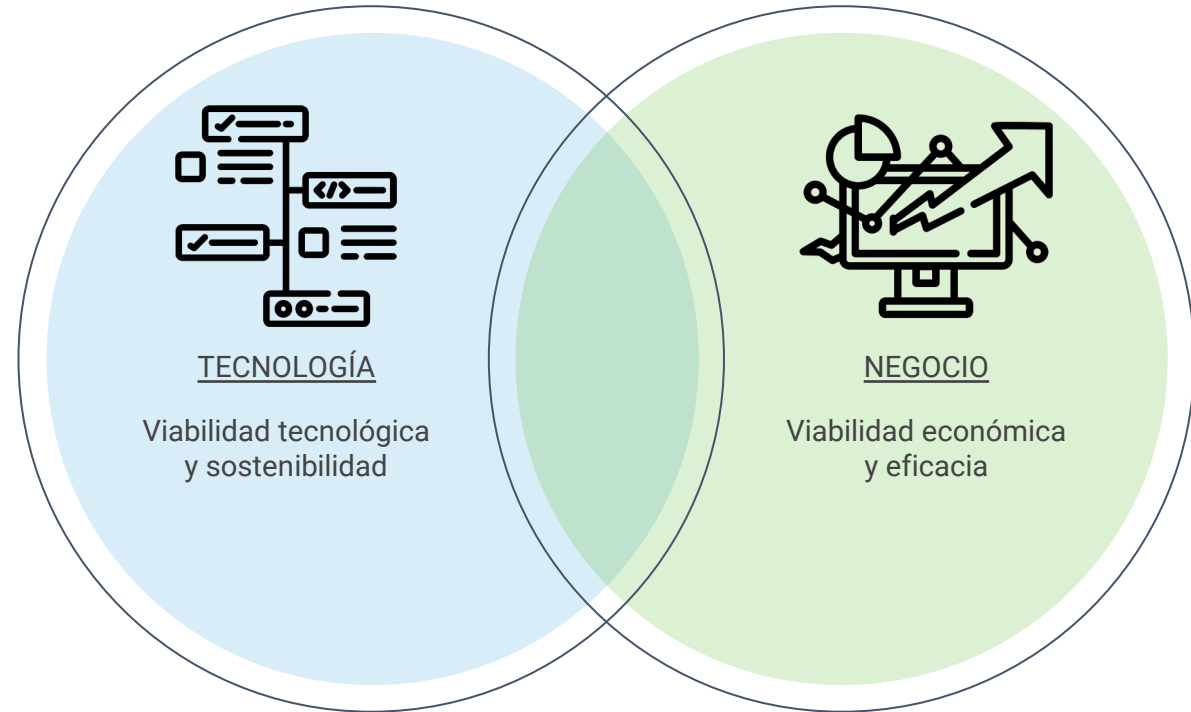 TECNOLOGÍA
Viabilidad tecnológica
y sostenibilidad
NEGOCIO
Viabilidad económica
y eficacia